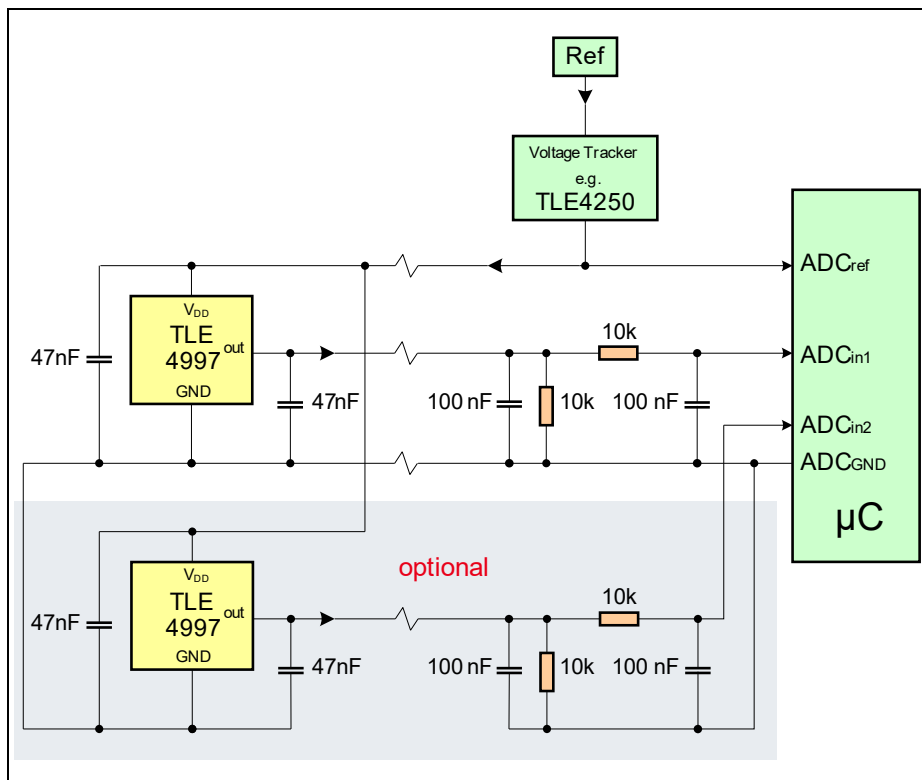 Ref
Voltage Tracker
e.g.
TLE4250
ADCref
VDD
TLE
4997
out
GND
47nF
47nF
100 nF
10k
10k
100 nF
ADCin1
ADCin2
ADCGND
µC
optional
VDD
TLE
4997
out
GND
47nF
47nF
100 nF
10k
10k
100 nF